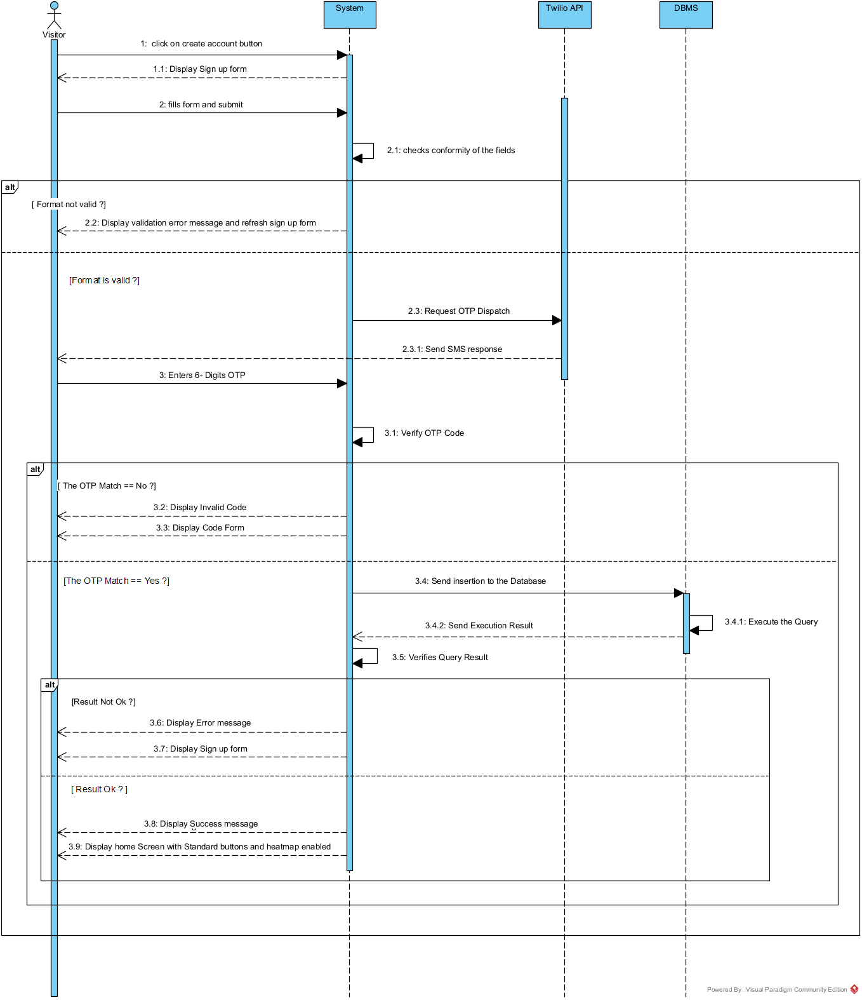 System
Twilio API
DBMS
Visitor
1:  click on create account button
1.1: Display Sign up form
2: fills form and submit
2.1: checks conformity of the fields
alt
[ Format not valid ?]
2.2: Display validation error message and refresh sign up form
[Format is valid ?]
2.3: Request OTP Dispatch
2.3.1: Send SMS response
3: Enters 6- Digits OTP
3.1: Verify OTP Code
alt
[ The OTP Match == No ?]
3.2: Display Invalid Code
3.3: Display Code Form
[The OTP Match == Yes ?]
3.4: Send insertion to the Database
3.4.1: Execute the Query
3.4.2: Send Execution Result
3.5: Verifies Query Result
alt
[Result Not Ok ?]
3.6: Display Error message
3.7: Display Sign up form
[ Result Ok ? ]
3.8: Display Success message
3.9: Display home Screen with Standard buttons and heatmap enabled
Powered By Visual Paradigm Community Edition